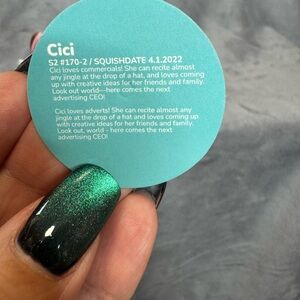 Cici
S2 #170-2 / SQUISHDATE 4.1.2022
Cici loves commercials! She can recite almost
any jingle at the drop of a hat, and loves coming
up with creative ideas for her friends and family.
Look out world—here comes the next
advertising CEO!
Cici loves adverts! She can recite almost any
jingle at the drop of a hat and loves coming up
with creative ideas for her friends and family.
Look out, world - here comes the next
advertising CEO!